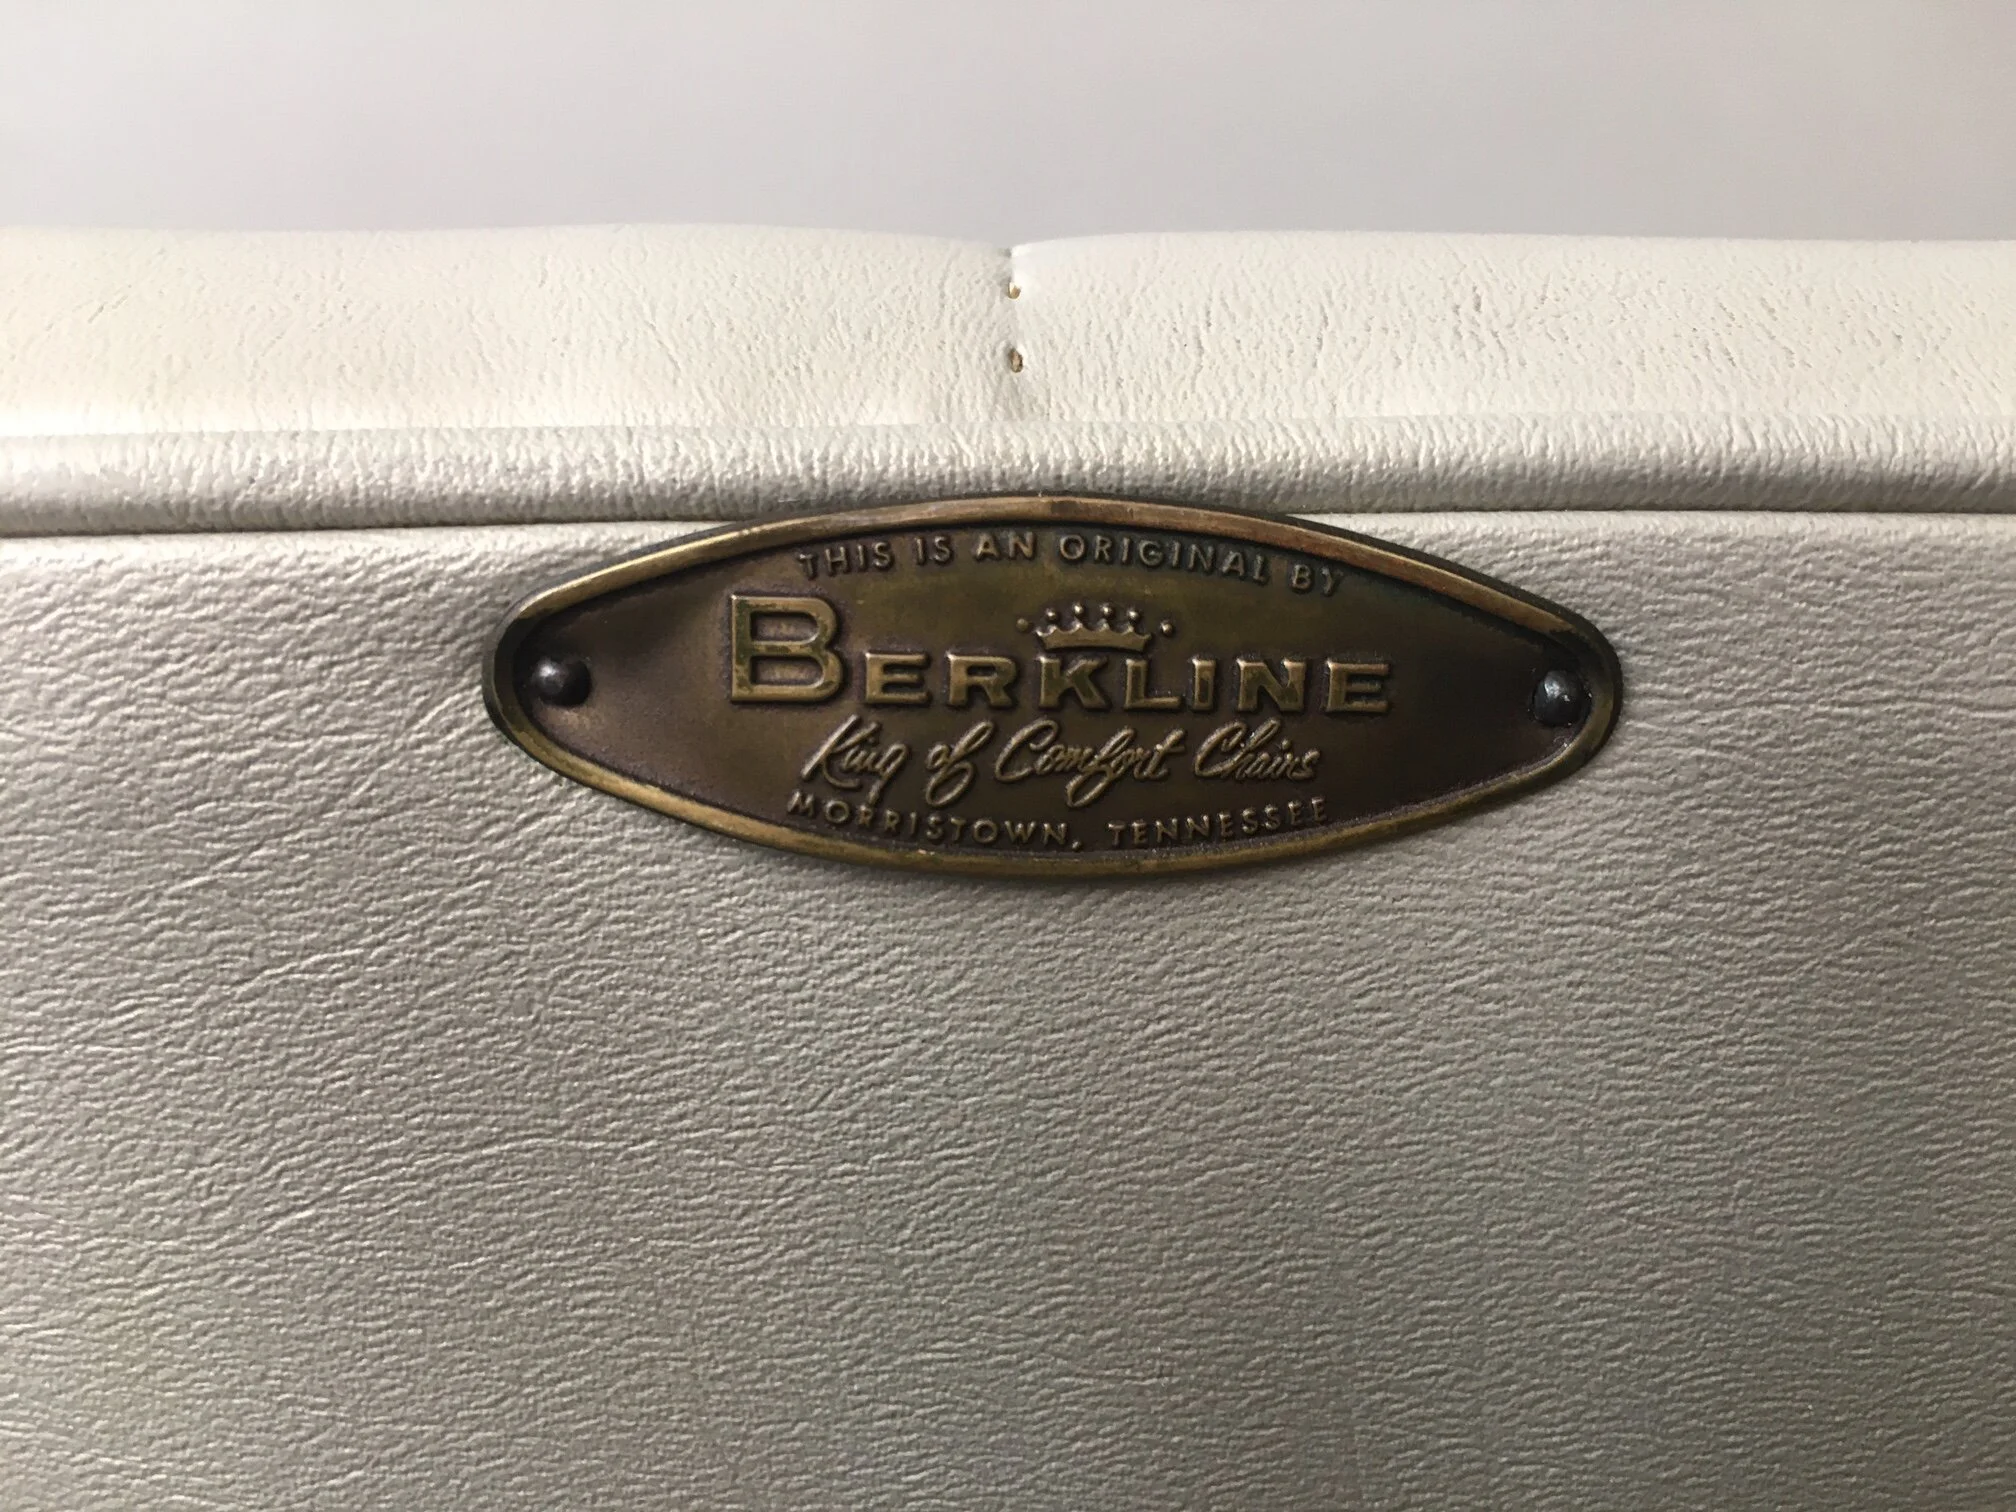 THIS IS AN ORIGINAL BY
BERKLINE
King of Comfort Chairs
MORRISTOWN, TENNESSEE